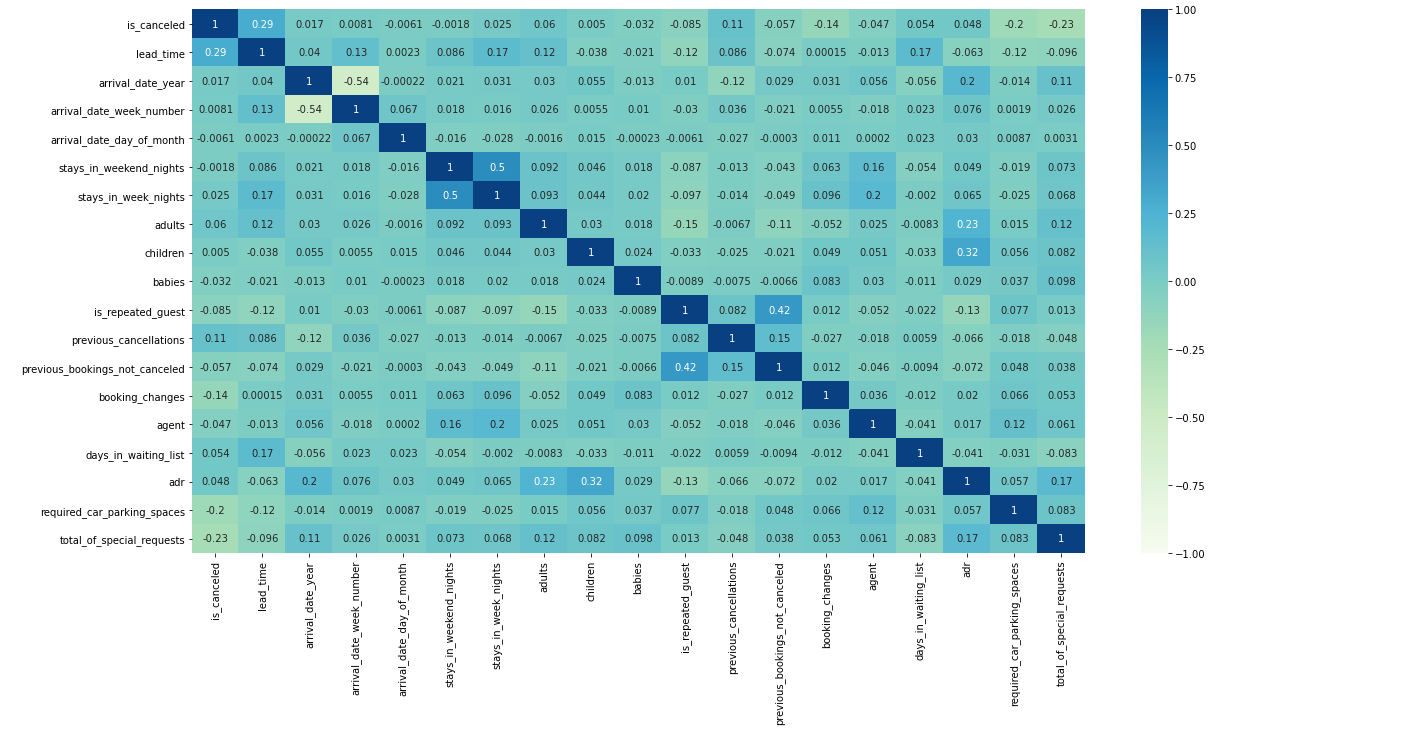 is_canceled 1 0.29 0.017 0.0081 -0.0061 -0.0018 0.025 0.06 0.005 -0.032 -0.085 0.11 -0.057 -0.14 -0.047 0.054 0.048 -0.2 -0.23 1.00
lead_time 0.29 1 0.04 0.13 0.0023 0.086 0.17 0.12 -0.038 -0.021 -0.12 0.086 -0.074 0.00015 -0.013 0.17 -0.063 -0.12 -0.096
arrival_date_year 0.017 0.04 1 -0.54 -0.00022 0.021 0.031 0.03 0.055 -0.013 0.01 -0.12 0.029 0.031 0.056 -0.056 0.2 -0.014 0.11 0.75
arrival_date_week_number 0.0081 0.13 -0.54 1 0.067 0.018 0.016 0.026 0.0055 0.01 -0.03 0.036 -0.021 0.0055 -0.018 0.023 0.076 0.0019 0.026
arrival_date_day_of_month -0.0061 0.0023 -0.00022 0.067 1 -0.016 -0.028 -0.0016 0.015 -0.00023 -0.0061 -0.027 -0.0003 0.011 0.0002 0.023 0.03 0.0087 0.0031 0.50
stays_in_weekend_nights -0.0018 0.086 0.021 0.018 -0.016 1 0.5 0.092 0.046 0.018 -0.087 -0.013 -0.043 0.063 0.16 -0.054 0.049 -0.019 0.073
stays_in_week_nights 0.025 0.17 0.031 0.016 -0.028 0.5 1 0.093 0.044 0.02 -0.097 -0.014 -0.049 0.096 0.2 -0.002 0.065 -0.025 0.068
adults 0.06 0.12 0.03 0.026 -0.0016 0.092 0.093 1 0.03 0.018 -0.15 -0.0067 -0.11 -0.052 0.025 -0.0083 0.23 0.015 0.12 0.25
children 0.005 -0.038 0.055 0.0055 0.015 0.046 0.044 0.03 1 0.024 -0.033 -0.025 -0.021 0.049 0.051 -0.033 0.32 0.056 0.082
babies -0.032 -0.021 -0.013 0.01 -0.00023 0.018 0.02 0.018 0.024 1 -0.0089 -0.0075 -0.0066 0.083 0.03 -0.011 0.029 0.037 0.098 0.00
is_repeated_guest -0.085 -0.12 0.01 -0.03 -0.0061 -0.087 -0.097 -0.15 -0.033 -0.0089 1 0.082 0.42 0.012 -0.052 -0.022 -0.13 0.077 0.013
previous_cancellations 0.11 0.086 -0.12 0.036 -0.027 -0.013 -0.014 -0.0067 -0.025 -0.0075 0.082 1 0.15 -0.027 -0.018 0.0059 -0.066 -0.018 -0.048 -0.25
previous_bookings_not_canceled -0.057 -0.074 0.029 -0.021 -0.0003 -0.043 -0.049 -0.11 -0.021 -0.0066 0.42 0.15 1 0.012 -0.046 -0.0094 -0.072 0.048 0.038
booking_changes -0.14 0.00015 0.031 0.0055 0.011 0.063 0.096 -0.052 0.049 0.083 0.012 -0.027 0.012 1 0.036 -0.012 0.02 0.066 0.053
agent -0.047 -0.013 0.056 -0.018 0.0002 0.16 0.2 0.025 0.051 0.03 -0.052 -0.018 -0.046 0.036 1 -0.041 0.017 0.12 0.061 -0.50
days_in_waiting_list 0.054 0.17 -0.056 0.023 0.023 -0.054 -0.002 -0.0083 -0.033 -0.011 -0.022 0.0059 -0.0094 -0.012 -0.041 1 -0.041 -0.031 -0.083
adr 0.048 -0.063 0.2 0.076 0.03 0.049 0.065 0.23 0.32 0.029 -0.13 -0.066 -0.072 0.02 0.017 -0.041 1 0.057 0.17 -0.75
required_car_parking_spaces -0.2 -0.12 -0.014 0.0019 0.0087 -0.019 -0.025 0.015 0.056 0.037 0.077 -0.018 0.048 0.066 0.12 -0.031 0.057 1 0.083
total_of_special_requests -0.23 -0.096 0.11 0.026 0.0031 0.073 0.068 0.12 0.082 0.098 0.013 -0.048 0.038 0.053 0.061 -0.083 0.17 0.083 1 -1.00
is_canceled
lead_time
arrival_date_year
arrival_date_week_number
arrival_date_day_of_month
stays_in_weekend_nights
stays_in_week_nights
adults
children
babies
is_repeated_guest
previous_cancellations
previous_bookings_not_canceled
booking_changes
agent
days_in_waiting_list
adr
required_car_parking_spaces
total_of_special_requests